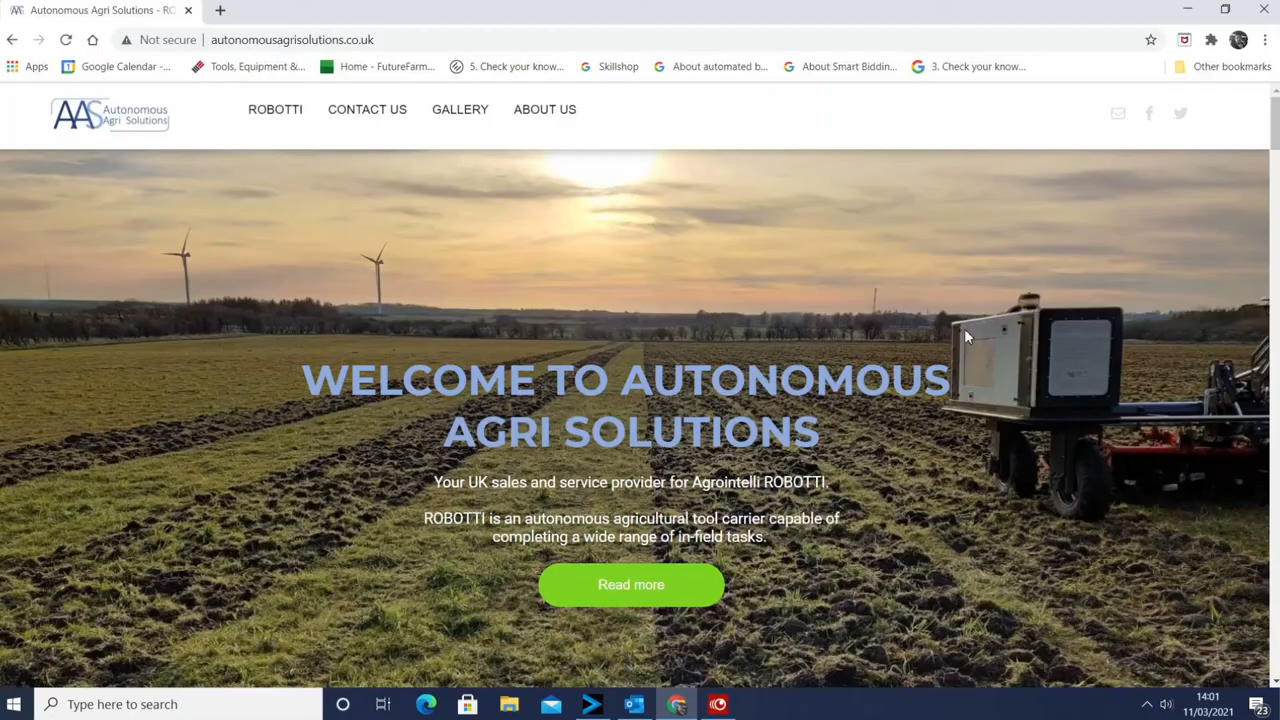 Autonomous Agri Solutions - RO
Not secure
autonomousagrisolutions.co.uk
Apps
Google Calendar -...
Tools, Equipment &...
Home - FutureFarm...
5. Check your know...
Skillshop
About automated b...
About Smart Biddin...
3. Check your know...
Other bookmarks
AAS Autonomous
Agri Solutions
ROBOTTI
CONTACT US
GALLERY
ABOUT US
WELCOME TO AUTONOMOUS
AGRI SOLUTIONS
Your UK sales and service provider for Agrointelli ROBOTTI.
ROBOTTI is an autonomous agricultural tool carrier capable of
completing a wide range of in-field tasks.
Read more
Type here to search
14:01
11/03/2021
23